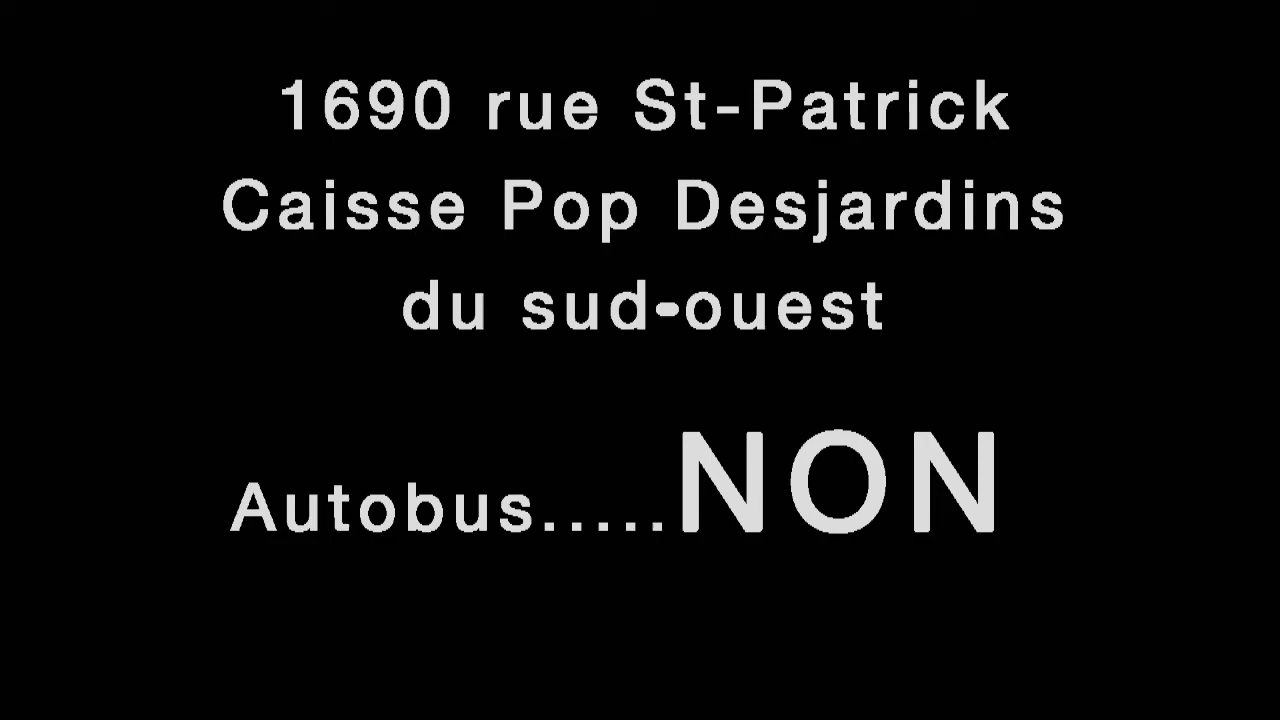 1690 rue St-Patrick
Caisse Pop Desjardins
du sud-ouest
Autobus.....NON